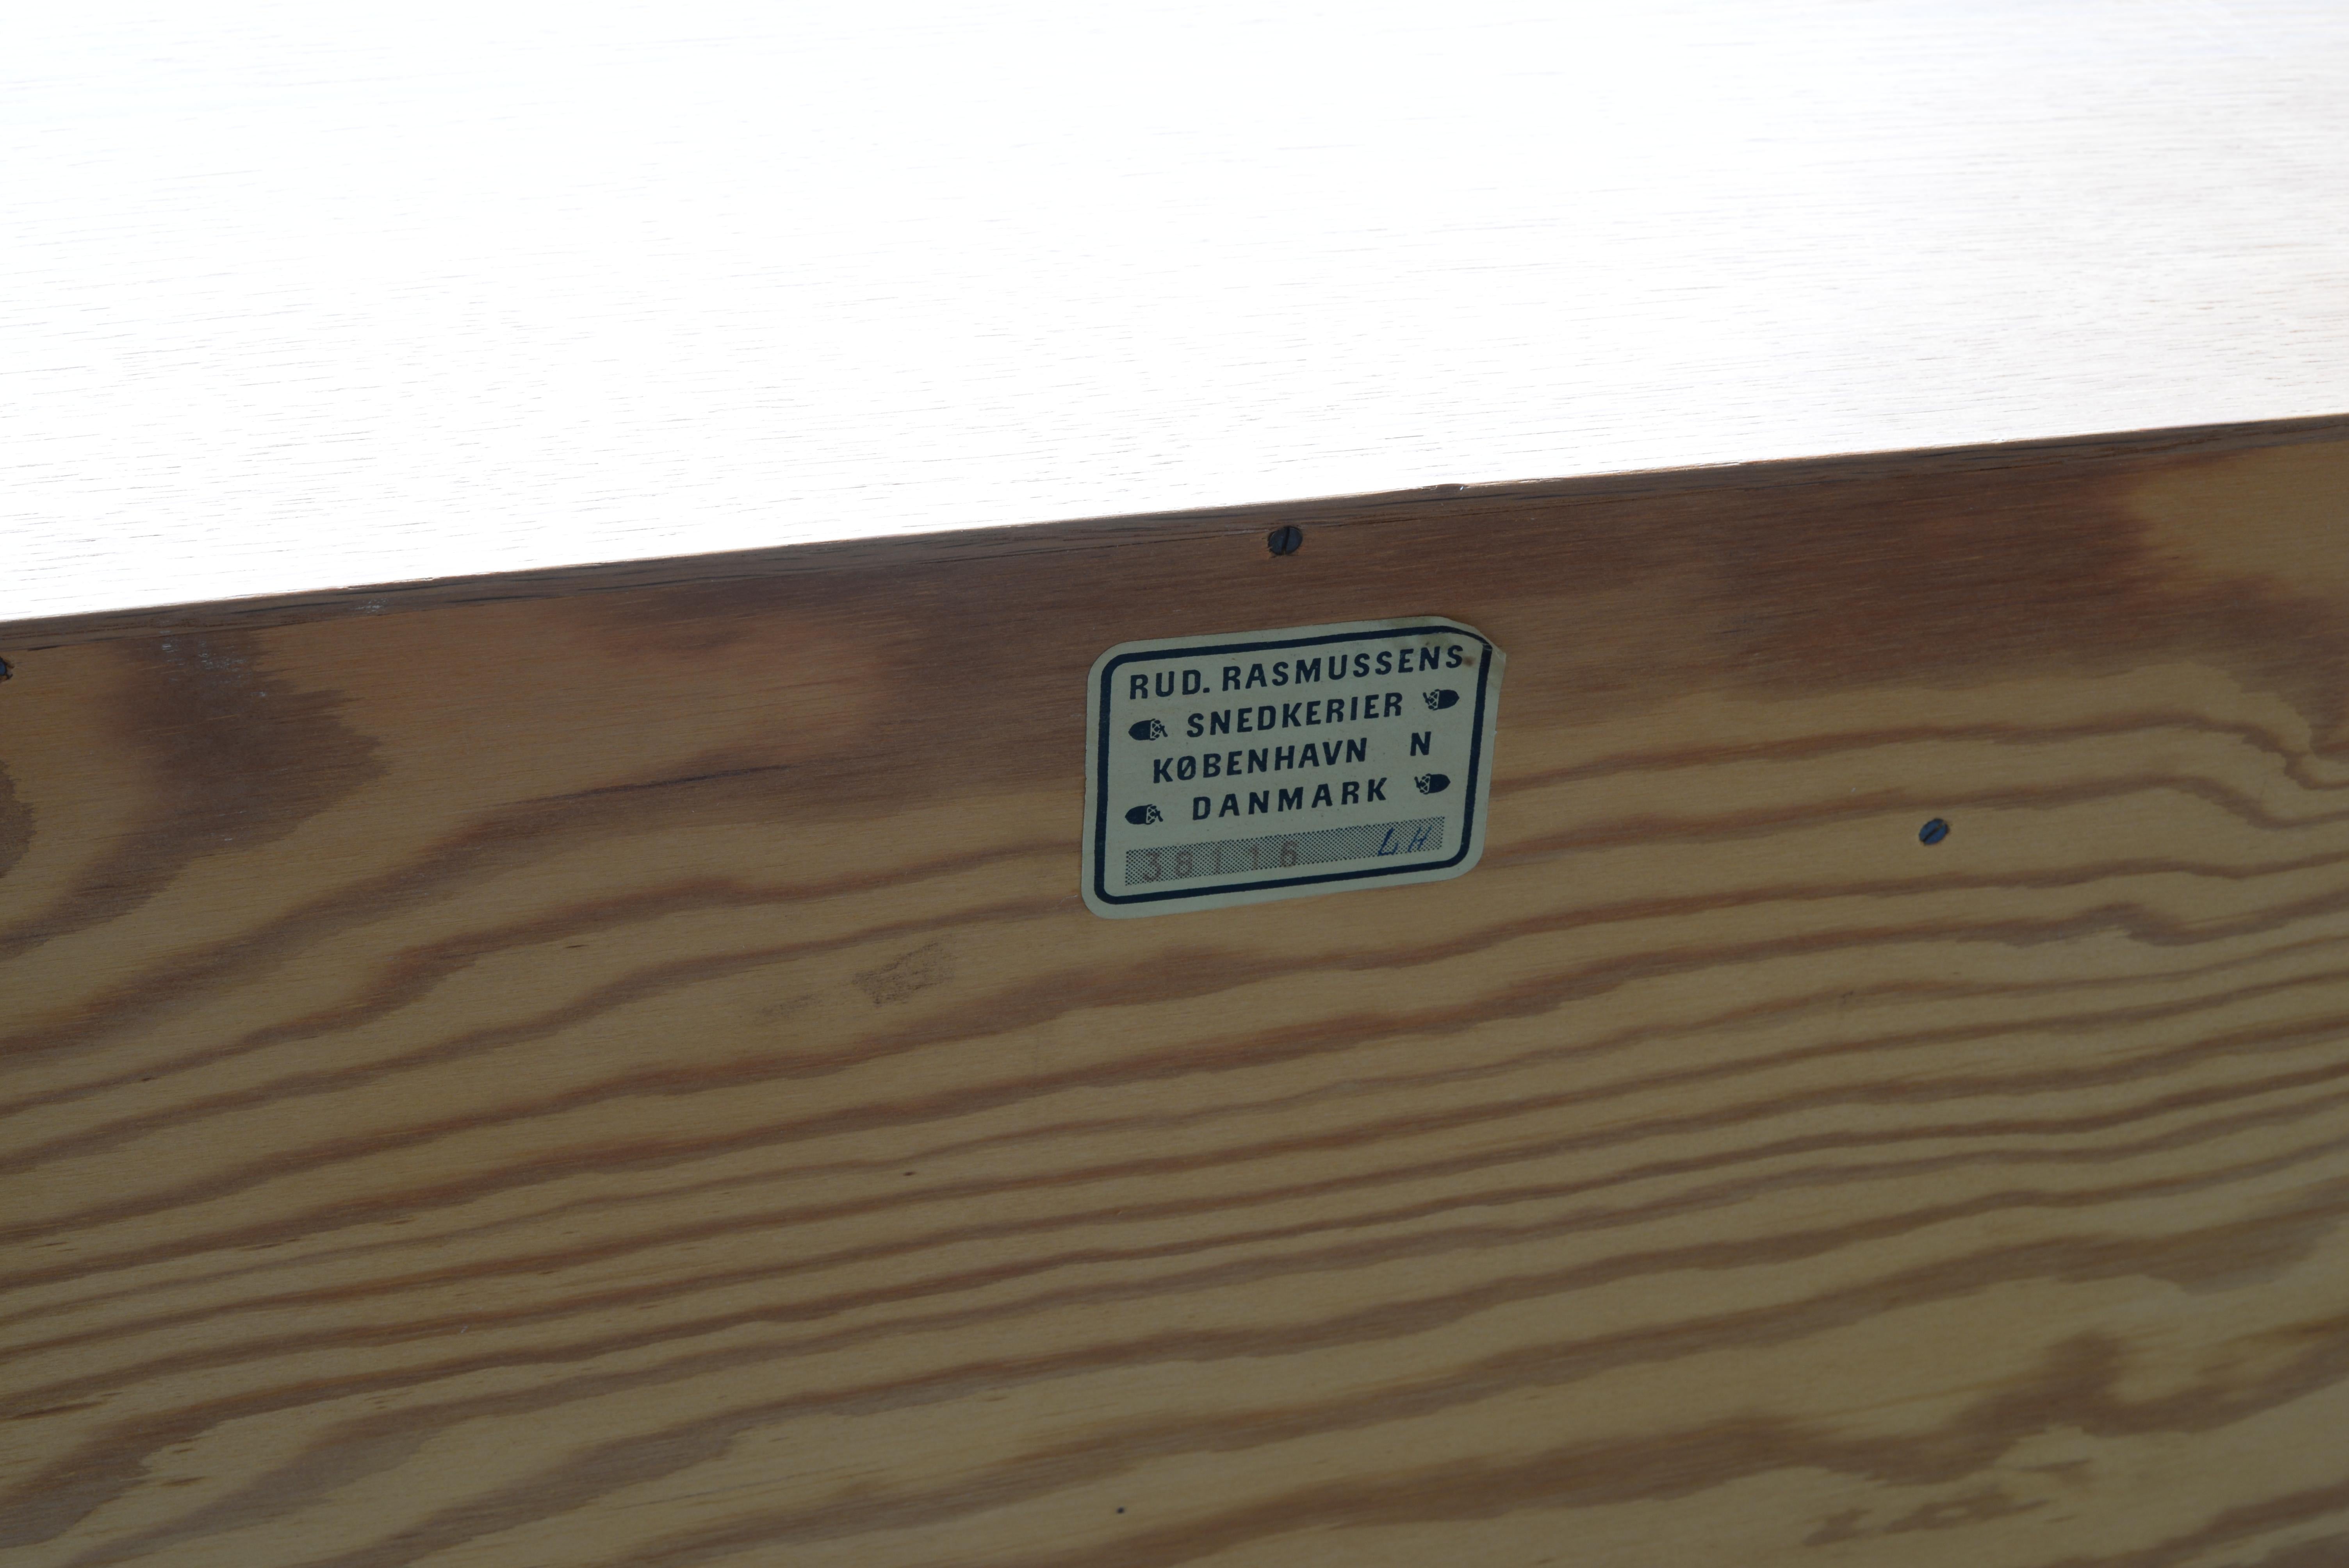 RUD. RASMUSSENS
SNEDKERIER
KØBENHAVN N
DANMARK
38116 LH